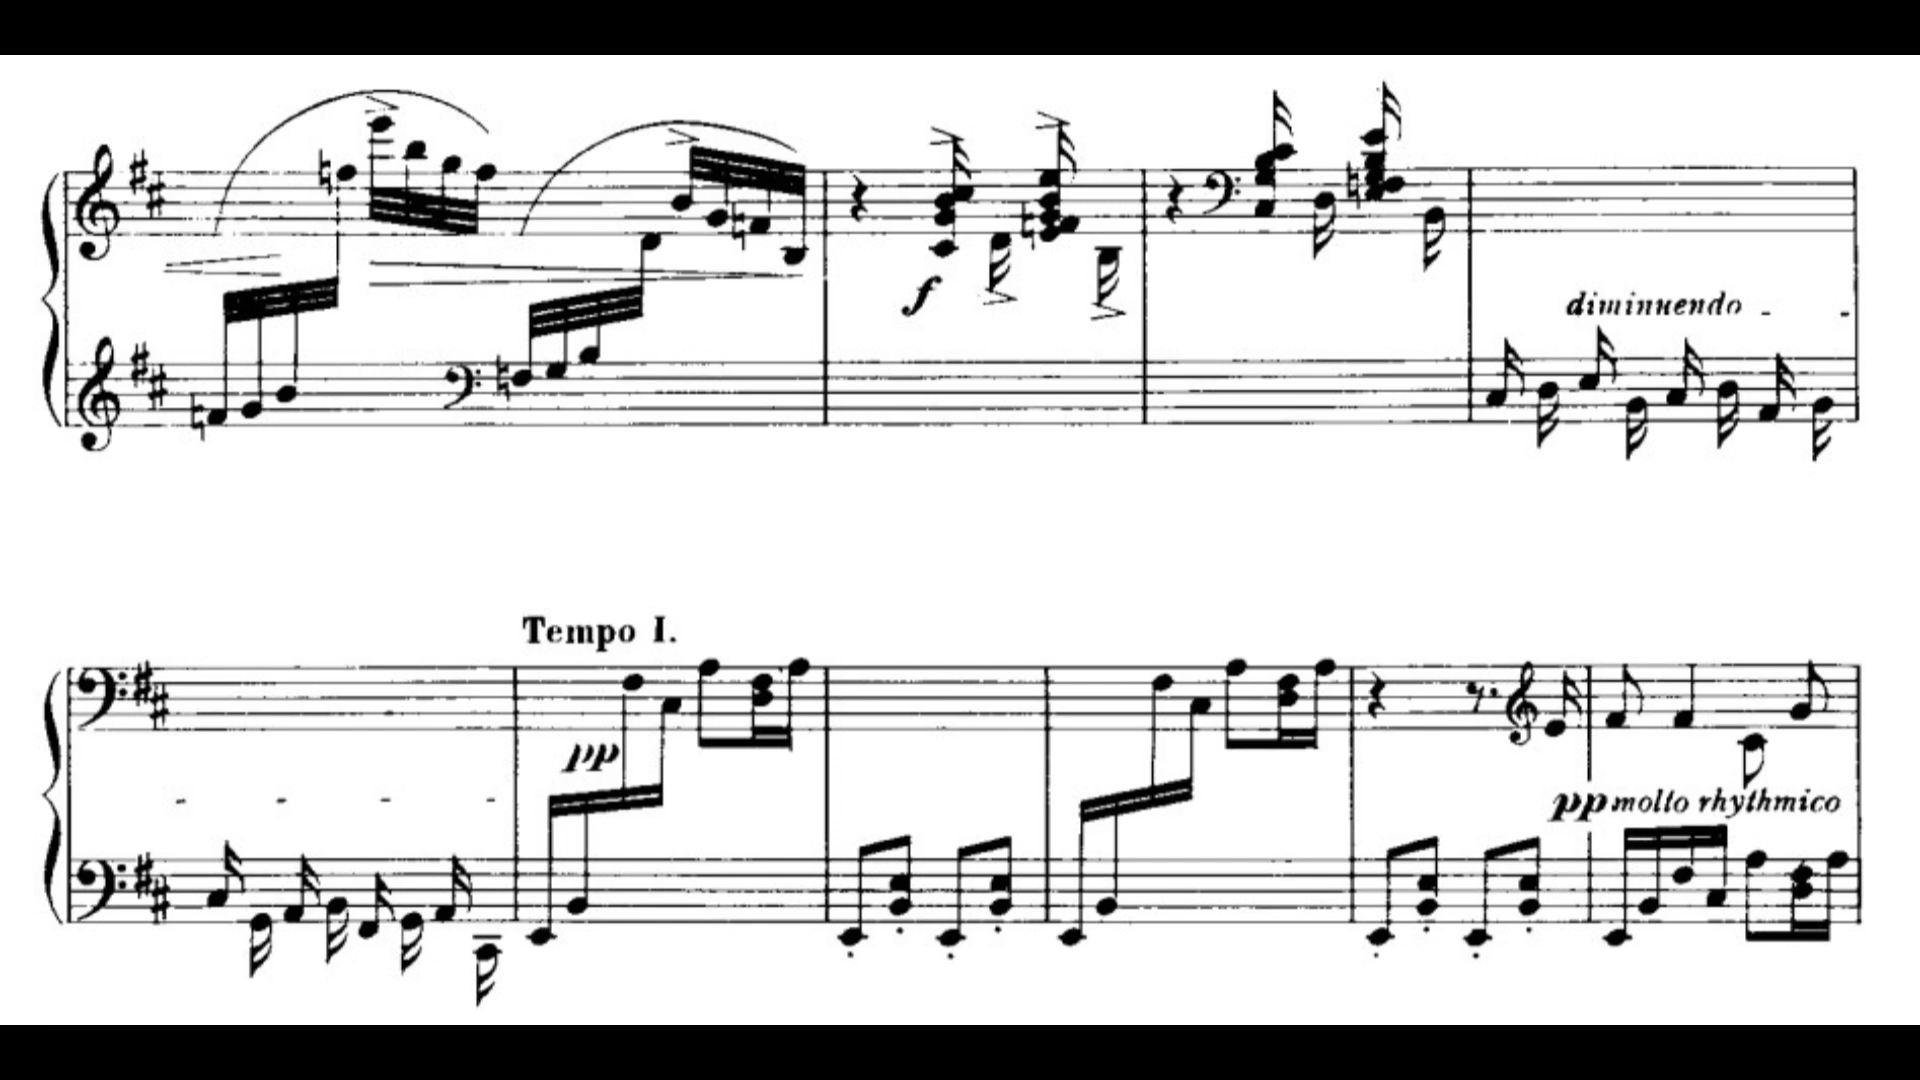 f
diminuendo
Tempo I.
pp
pp molto rhythmico